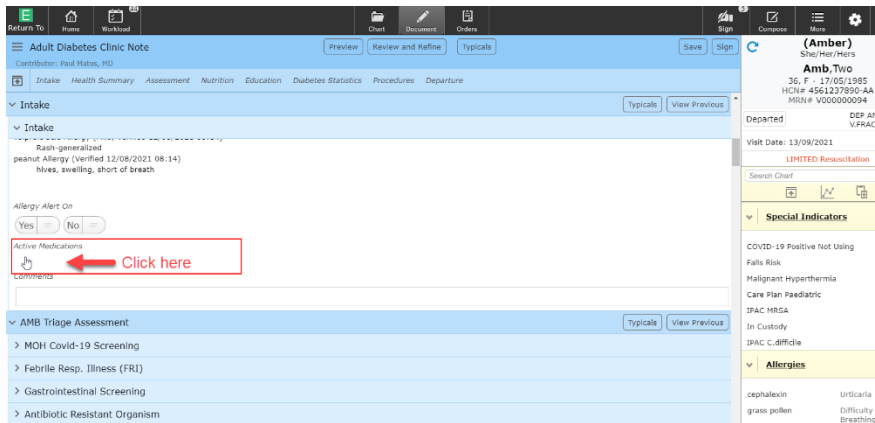 Return To
Home
Workload
44
Chart
Document
Orders
Sign
5
Compose
More
Adult Diabetes Clinic Note
Preview
Review and Refine
Typicals
Save
Sign
Contributor: Paul Matos, MD
Intake Health Summary Assessment Nutrition Education Diabetes Statistics Procedures Departure
Intake
Typicals
View Previous
Intake
Rash-generalized
peanut Allergy (Verified 12/08/2021 08:14)
hives, swelling, short of breath
Allergy Alert On
Yes =
No =
Active Medications
Click here
Comments
AMB Triage Assessment
Typicals
View Previous
MOH Covid-19 Screening
Febrile Resp. Illness (FRI)
Gastrointestinal Screening
Antibiotic Resistant Organism
(Amber)
She/Her/Hers
Amb,Two
36, F · 17/05/1985
HCN# 4561237890-AA
MRN# V000000094
Departed
DEP AM
V.FRAC
Visit Date: 13/09/2021
LIMITED Resuscitation
Search Chart
Special Indicators
COVID-19 Positive Not Using
Falls Risk
Malignant Hyperthermia
Care Plan Paediatric
IPAC MRSA
In Custody
IPAC C.difficile
Allergies
cephalexin Urticaria
grass pollen Difficulty
Breathing